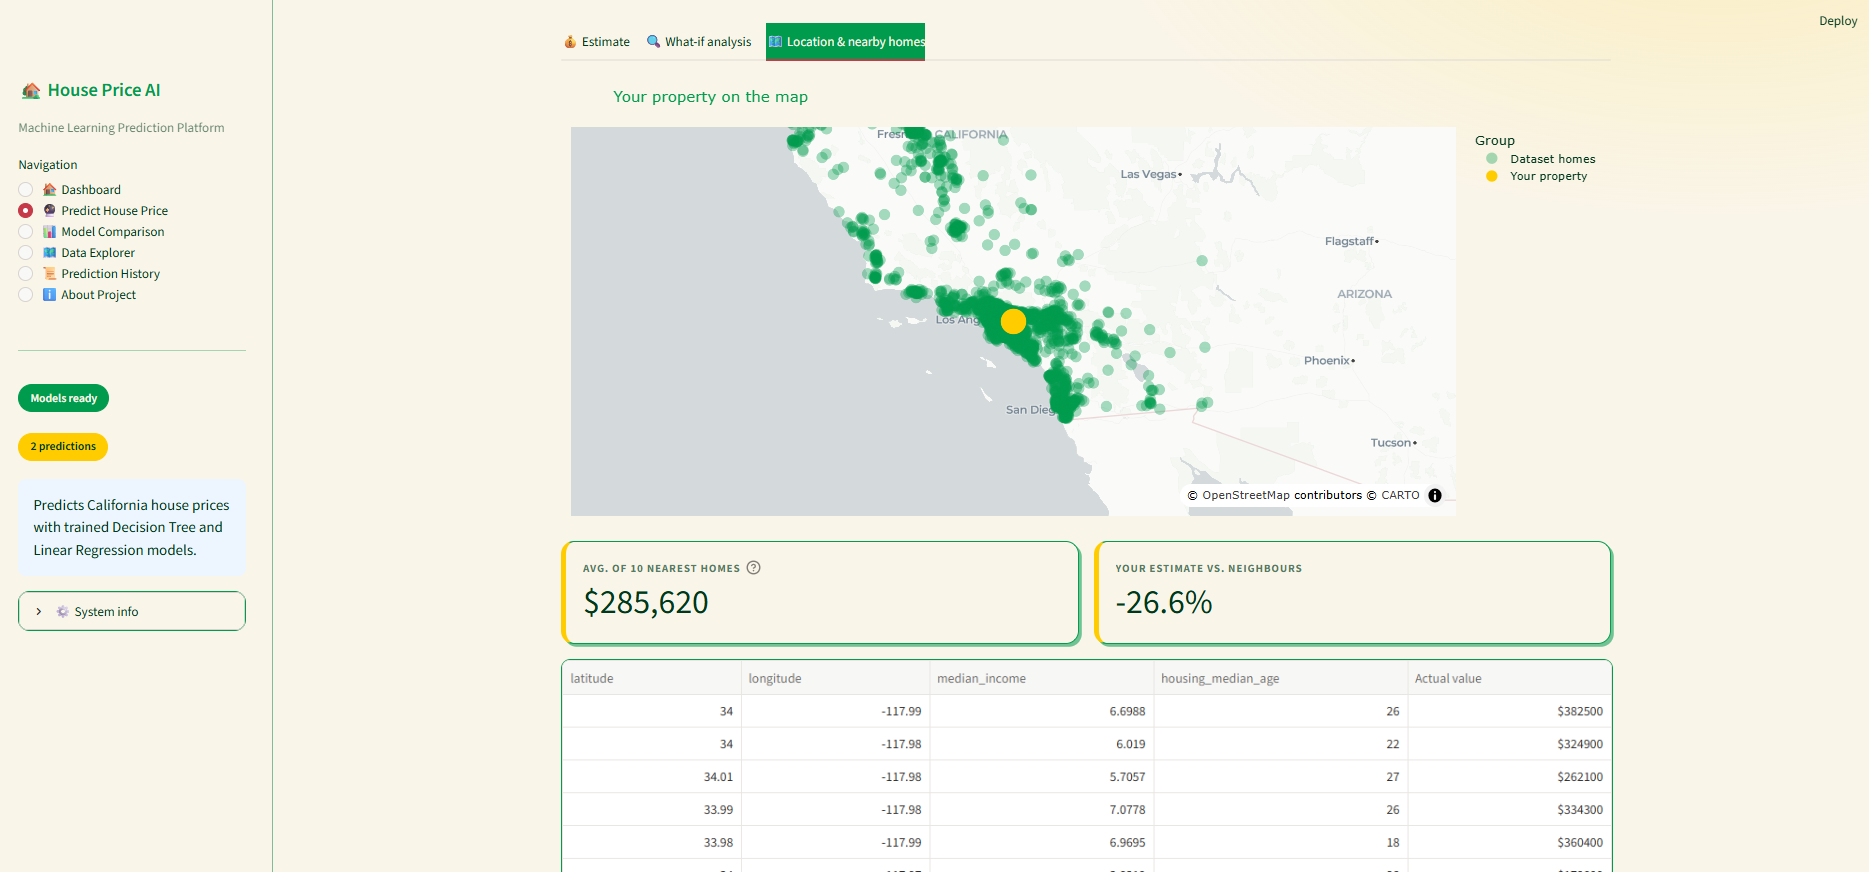 Deploy
House Price AI
Machine Learning Prediction Platform
Navigation
Dashboard
Predict House Price
Model Comparison
Data Explorer
Prediction History
About Project
Models ready
2 predictions
Predicts California house prices
with trained Decision Tree and
Linear Regression models.
System info
Estimate
What-if analysis
Location & nearby homes
Your property on the map
CALIFORNIA
Las Vegas
Flagstaff
ARIZONA
Phoenix
Tucson
© OpenStreetMap contributors © CARTO
Group
Dataset homes
Your property
AVG. OF 10 NEAREST HOMES
$285,620
YOUR ESTIMATE VS. NEIGHBOURS
-26.6%
latitude longitude median_income housing_median_age Actual value
34 -117.99 6.6988 26 $382500
34 -117.98 6.019 22 $324900
34.01 -117.98 5.7057 27 $262100
33.99 -117.98 7.0778 26 $334300
33.98 -117.99 6.9695 18 $360400